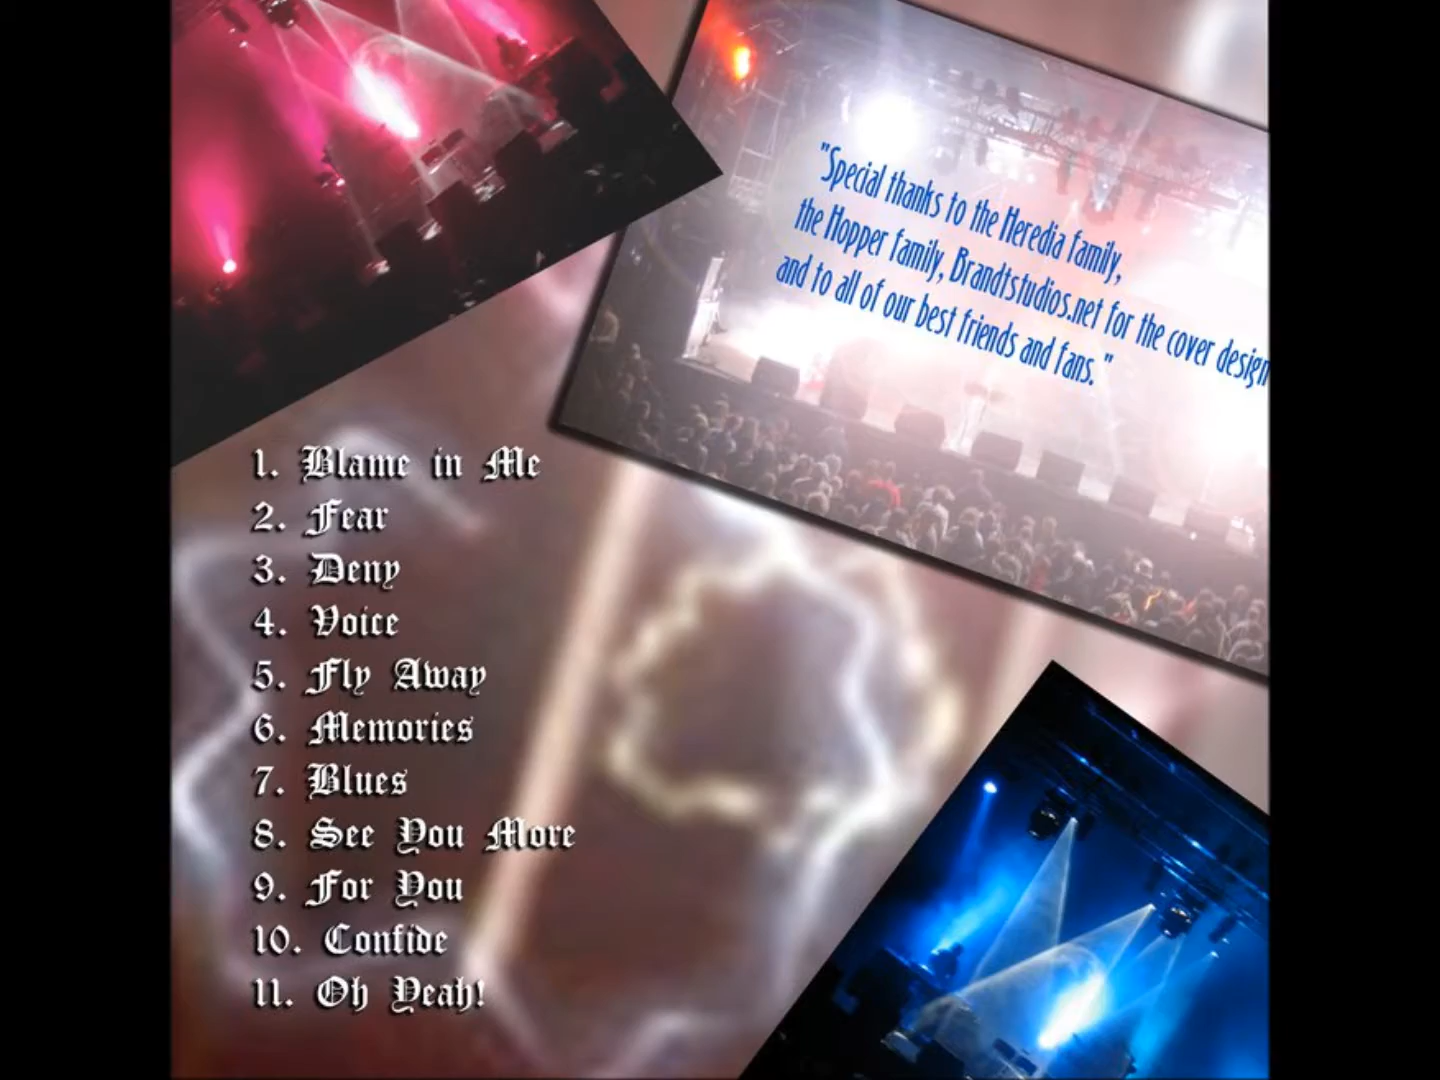 "Special thanks to the Heredia family,
the Hopper family, Brandtstudios.net for the cover design
and to all of our best friends and fans."
1. Blame in Me
2. Fear
3. Deny
4. Voice
5. Fly Away
6. Memories
7. Blues
8. See You More
9. For You
10. Confide
11. Oh Yeah!